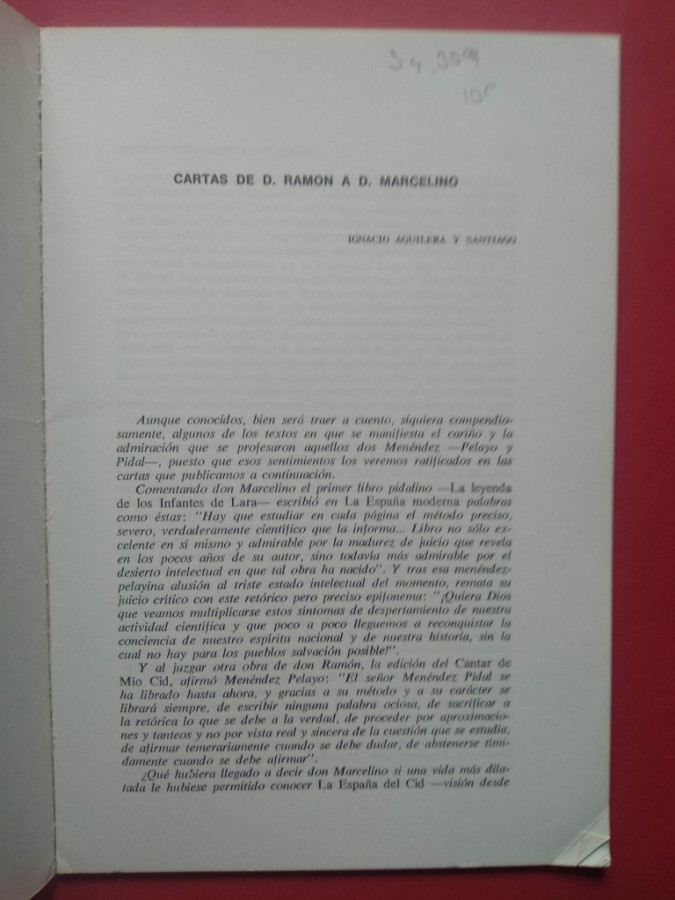 CARTAS DE D. RAMON A D. MARCELINO
IGNACIO AGUILERA Y SANTIAGO
Aunque conocidos, bien será traer a cuento, siquiera compendio-
samente, algunos de los textos en que se manifiesta el cariño y la
admiración que se profesaron aquellos dos Menéndez —Pelayo y
Pidal—, puesto que esos sentimientos los veremos ratificados en las
cartas que publicamos a continuación.
Comentando don Marcelino el primer libro pidalino —La leyenda
de los Infantes de Lara— escribió en La España moderna palabras
como éstas: "Hay que estudiar en cada página el método preciso,
severo, verdaderamente científico que la informa... Libro no sólo ex-
celente en sí mismo y admirable por la madurez de juicio que revela
en los pocos años de su autor, sino todavía más admirable por el
desierto intelectual en que tal obra ha nacido". Y tras esa menéndez-
pelayina alusión al triste estado intelectual del momento, remata su
juicio crítico con este retórico pero preciso epifonema: "¡Quiera Dios
que veamos multiplicarse estos síntomas de despertamiento de nuestra
actividad científica y que poco a poco lleguemos a reconquistar la
conciencia de nuestro espíritu nacional y de nuestra historia, sin la
cual no hay para los pueblos salvación posible!".
Y al juzgar otra obra de don Ramón, la edición del Cantar de
Mio Cid, afirmó Menéndez Pelayo: "El señor Menéndez Pidal se
ha librado hasta ahora, y gracias a su método y a su carácter se
librará siempre, de escribir ninguna palabra ociosa, de sacrificar a
la retórica lo que se debe a la verdad, de proceder por aproximacio-
nes y tanteos y no por vista real y sincera de la cuestión que se estudia,
de afirmar temerariamente cuando se debe dudar, de abstenerse tími-
damente cuando se debe afirmar".
¿Qué hubiera llegado a decir don Marcelino si una vida más dila-
tada le hubiese permitido conocer La España del Cid —visión desde